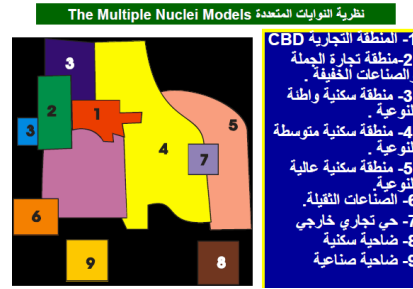 نظرية النوايات المتعددة The Multiple Nuclei Models
1- المنطقة التجارية CBD
2-منطقة تجارة الجملة
والصناعات الخفيفة .
3- منطقة سكنية واطئة
النوعية .
4- منطقة سكنية متوسطة
النوعية .
5- منطقة سكنية عالية
النوعية.
6- الصناعات الثقيلة.
7- حي تجاري خارجي
8- ضاحية سكنية
9- ضاحية صناعية
3
2
1
3
5
4
7
6
9
8